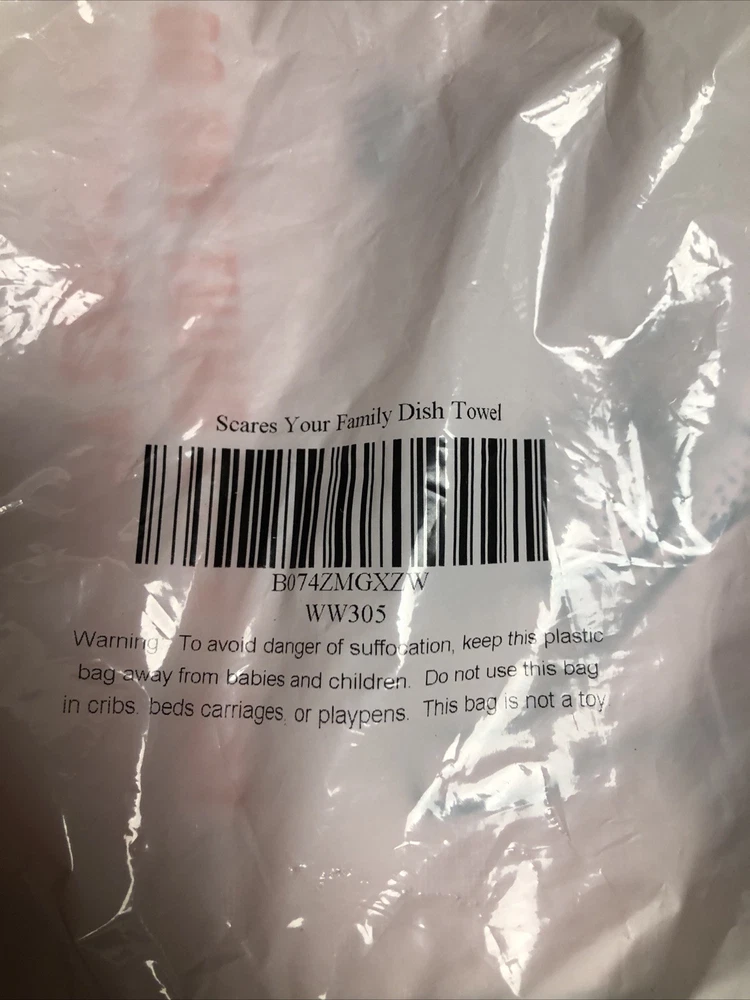 Scares Your Family Dish Towel
B074ZMGXZW
WW305
Warning To avoid danger of suffocation, keep this plastic
bag away from babies and children. Do not use this bag
in cribs, beds carriages, or playpens. This bag is not a toy